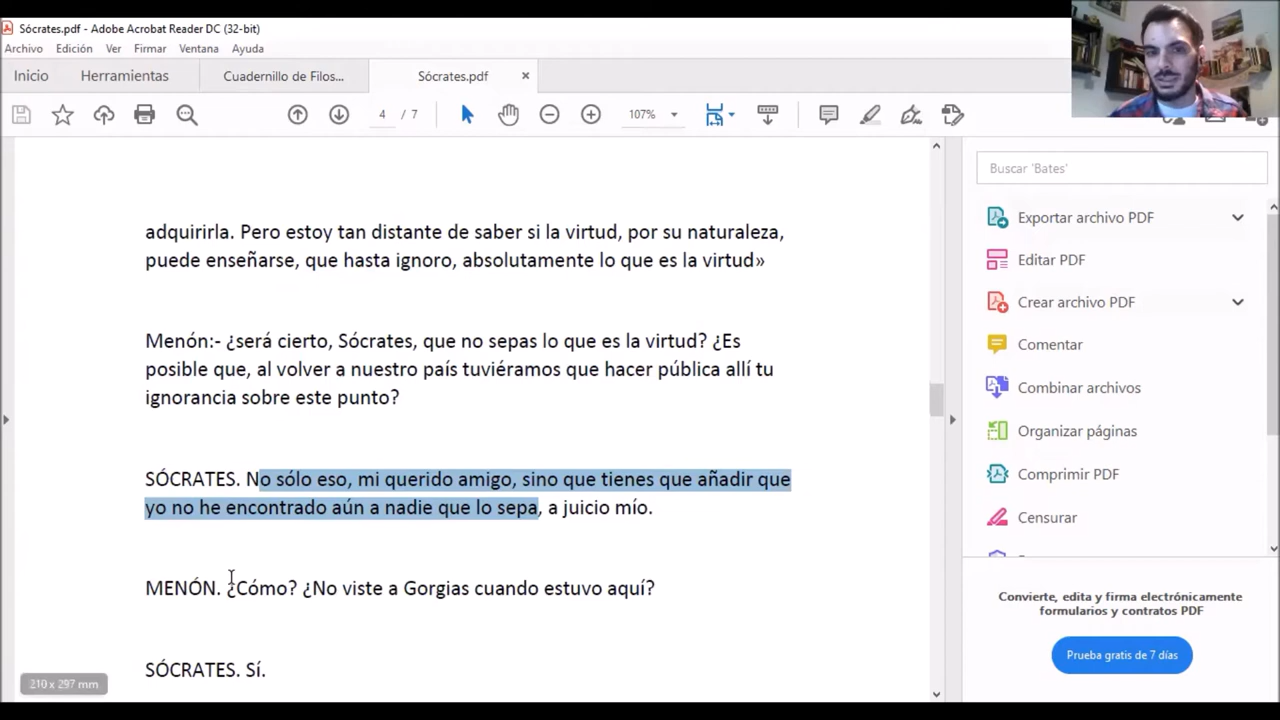 Sócrates.pdf - Adobe Acrobat Reader DC (32-bit)
Archivo Edición Ver Firmar Ventana Ayuda
Inicio Herramientas Cuadernillo de Filos... Sócrates.pdf ×
4 / 7 107%
Buscar 'Bates'
adquirirla. Pero estoy tan distante de saber si la virtud, por su naturaleza,
puede enseñarse, que hasta ignoro, absolutamente lo que es la virtud»
Menón:- ¿será cierto, Sócrates, que no sepas lo que es la virtud? ¿Es
posible que, al volver a nuestro país tuviéramos que hacer pública allí tu
ignorancia sobre este punto?
SÓCRATES. No sólo eso, mi querido amigo, sino que tienes que añadir que
yo no he encontrado aún a nadie que lo sepa, a juicio mío.
MENÓN. ¿Cómo? ¿No viste a Gorgias cuando estuvo aquí?
SÓCRATES. Sí.
210 x 297 mm
Exportar archivo PDF
Editar PDF
Crear archivo PDF
Comentar
Combinar archivos
Organizar páginas
Comprimir PDF
Censurar
Convierte, edita y firma electrónicamente
formularios y contratos PDF
Prueba gratis de 7 días